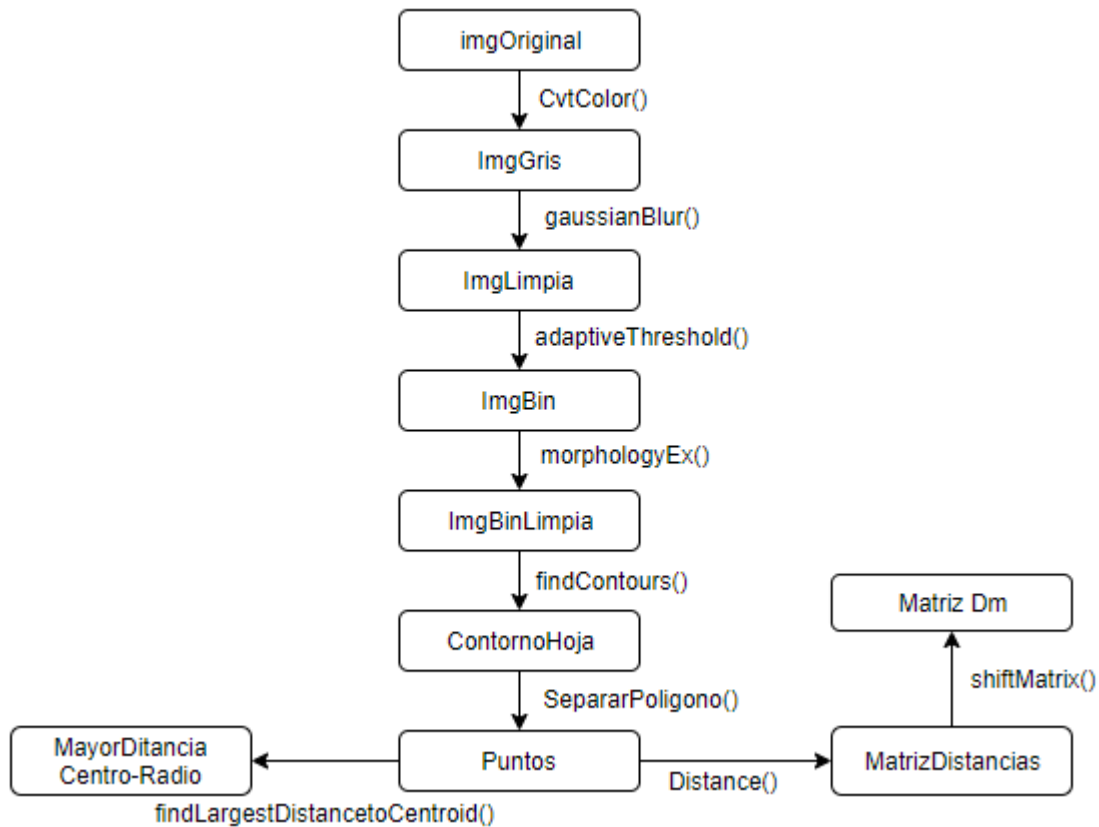 imgOriginal
CvtColor()
ImgGris
gaussianBlur()
ImgLimpia
adaptiveThreshold()
ImgBin
morphologyEx()
ImgBinLimpia
findContours()
Matriz Dm
ContornoHoja
shiftMatrix()
SepararPoligono()
MayorDitancia
Centro-Radio
Puntos
MatrizDistancias
Distance()
findLargestDistancetoCentroid()